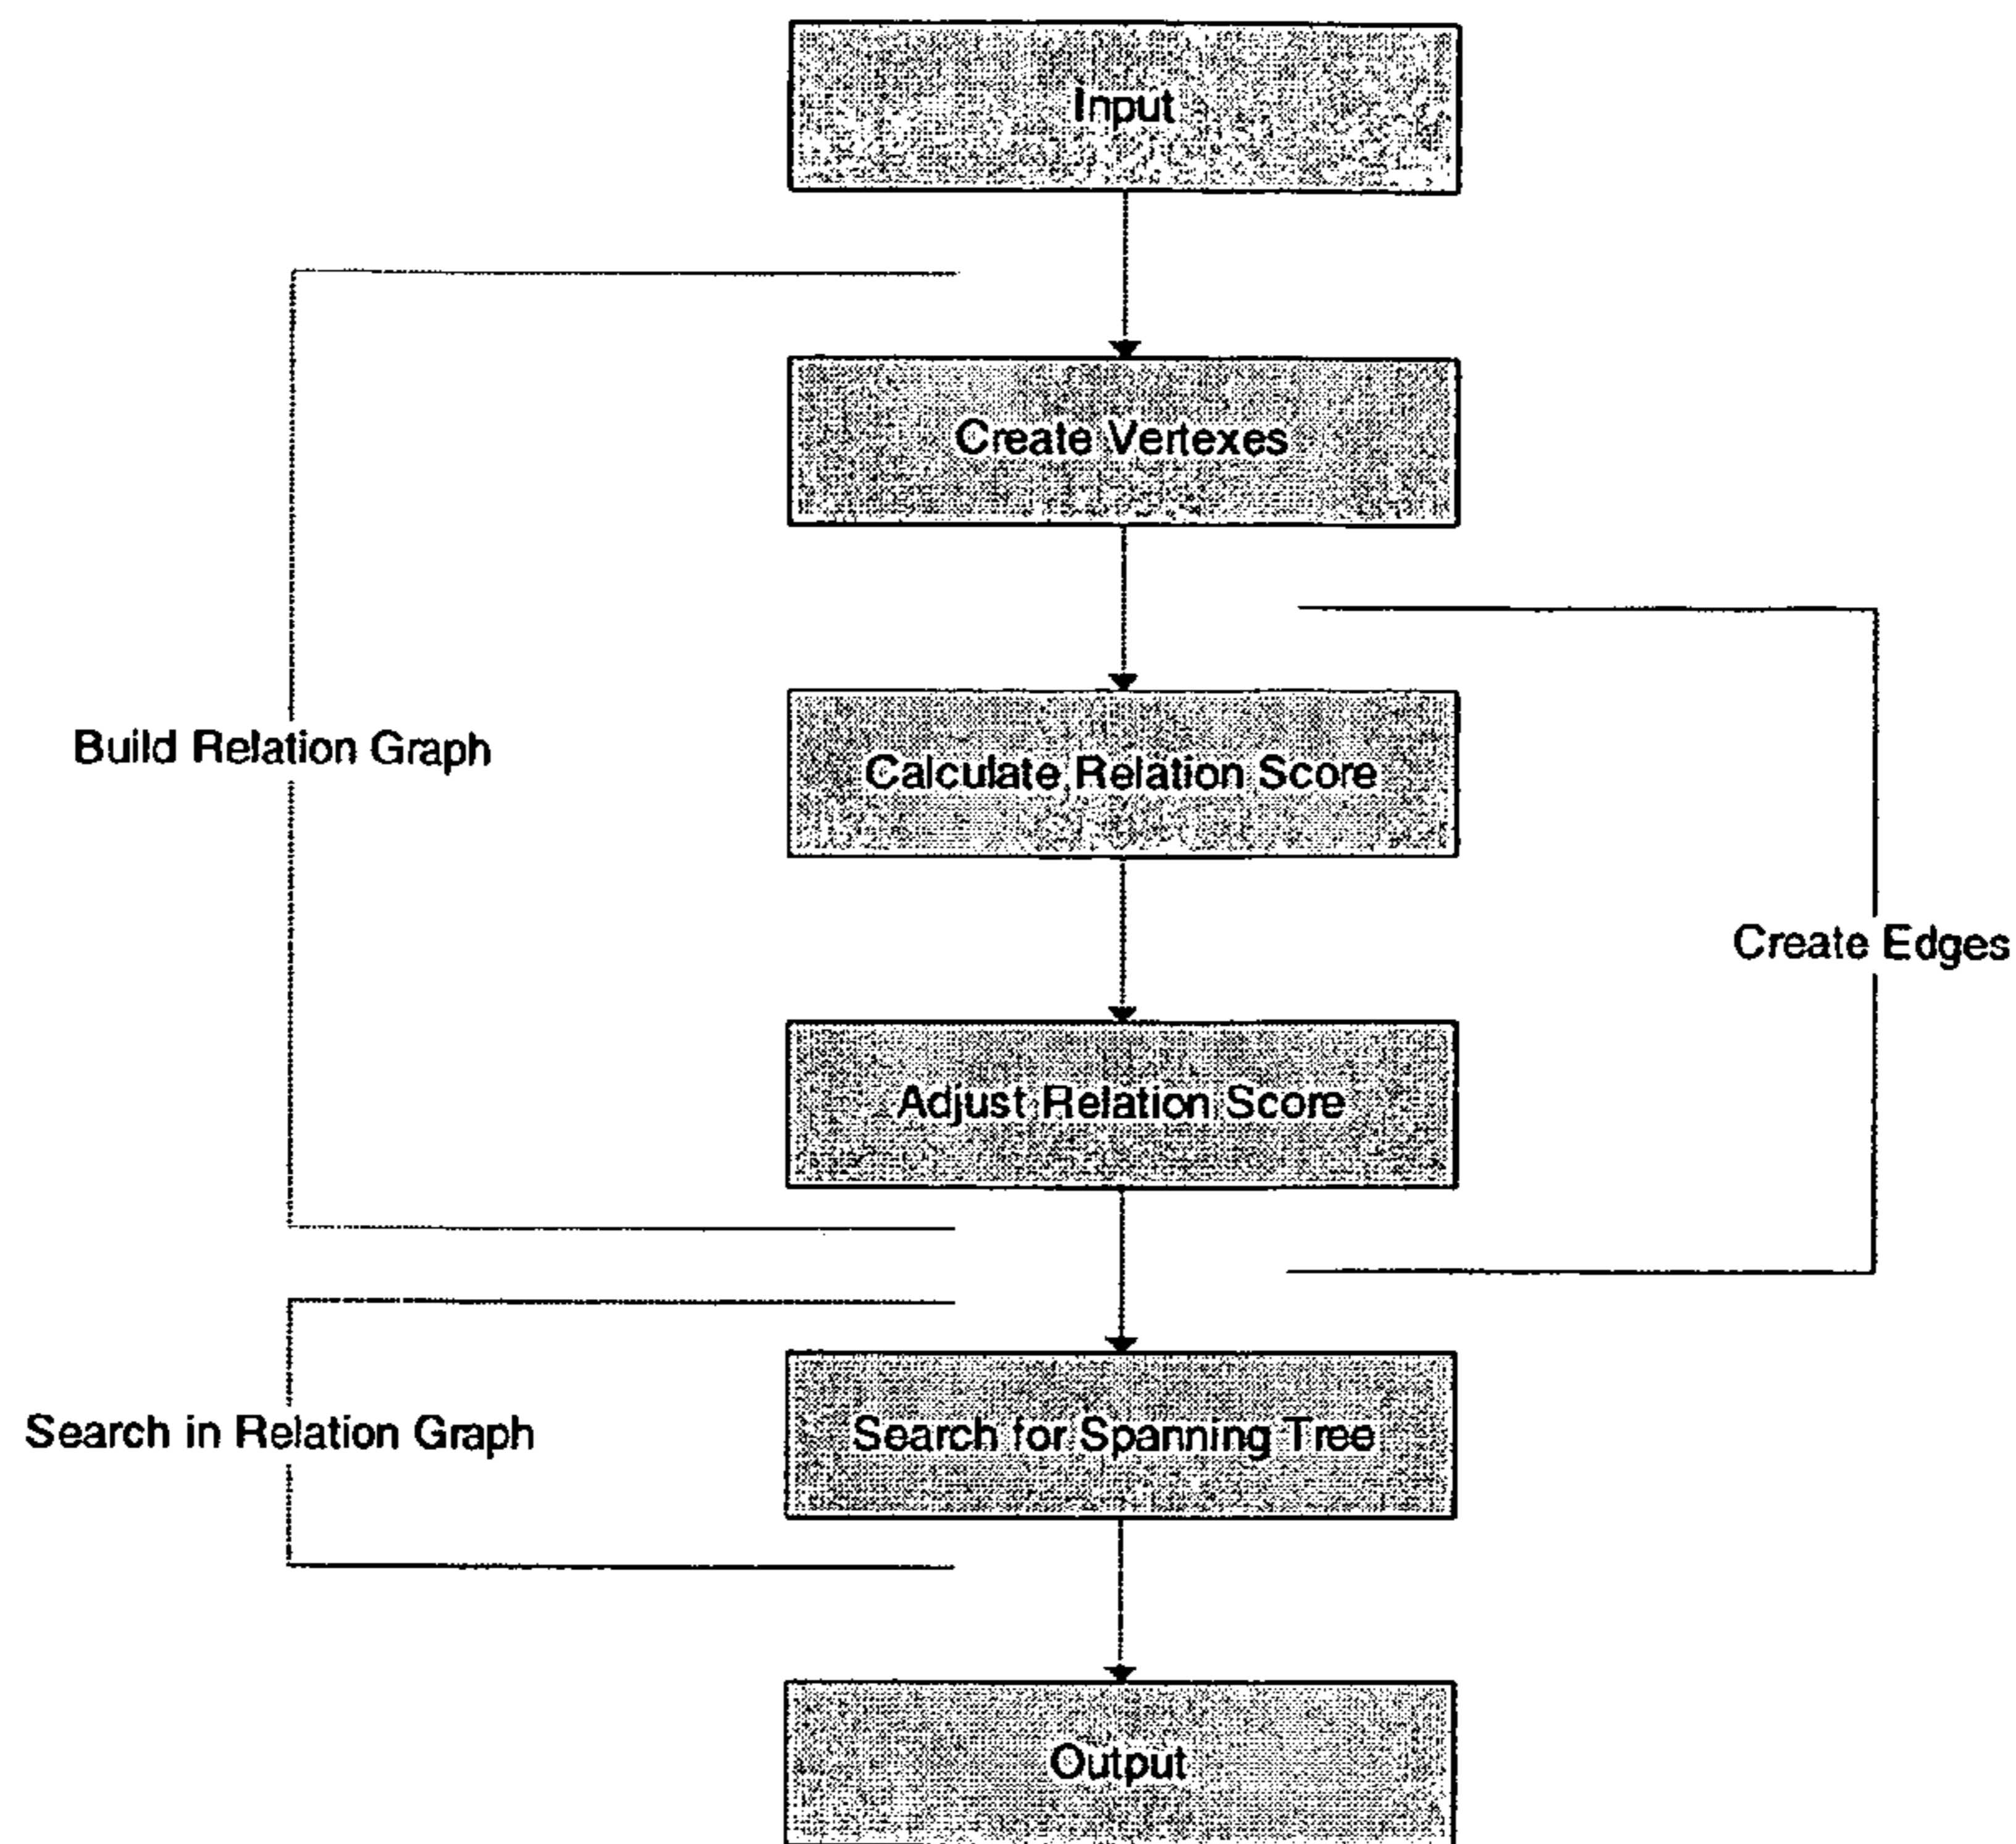 Input
Create Vertexes
Build Relation Graph
Calculate Relation Score
Create Edges
Adjust Relation Score
Search in Relation Graph
Search for Spanning Tree
Output